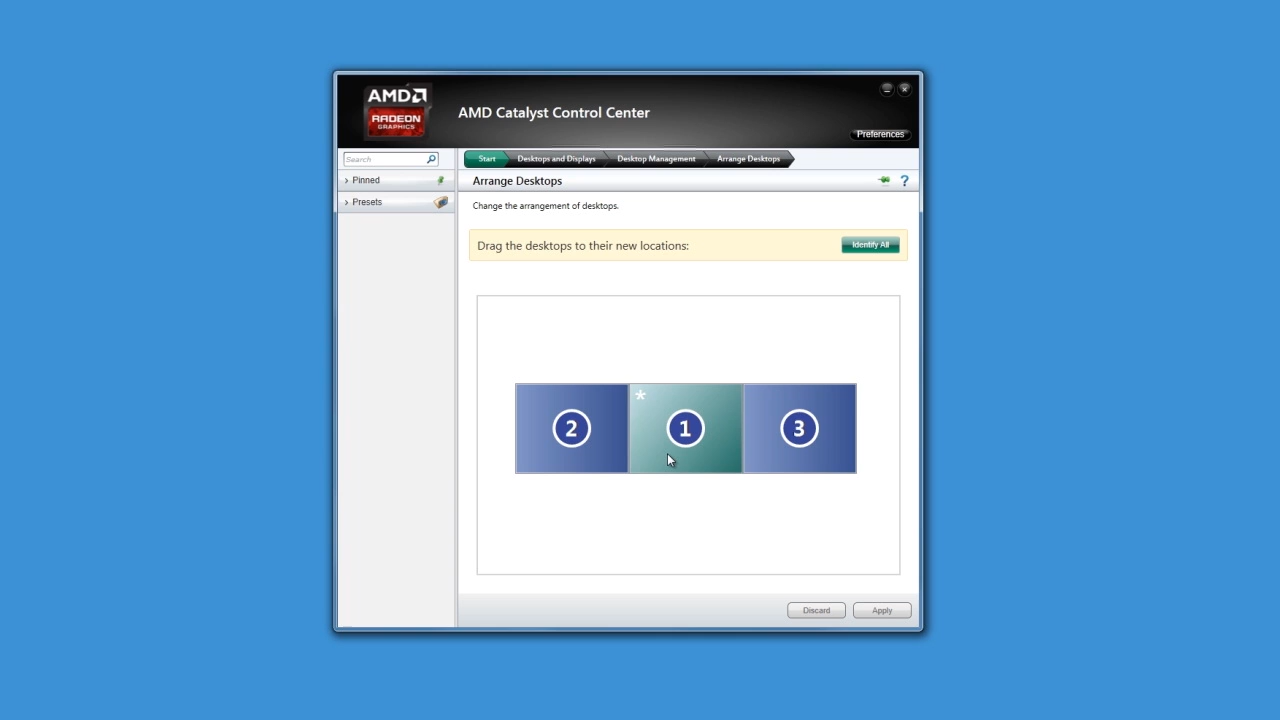 AMD
RADEON
GRAPHICS
AMD Catalyst Control Center
Preferences
Search
Start
Desktops and Displays
Desktop Management
Arrange Desktops
Pinned
Presets
Arrange Desktops
?
Change the arrangement of desktops.
Drag the desktops to their new locations:
Identify All
*
2
1
3
Discard
Apply